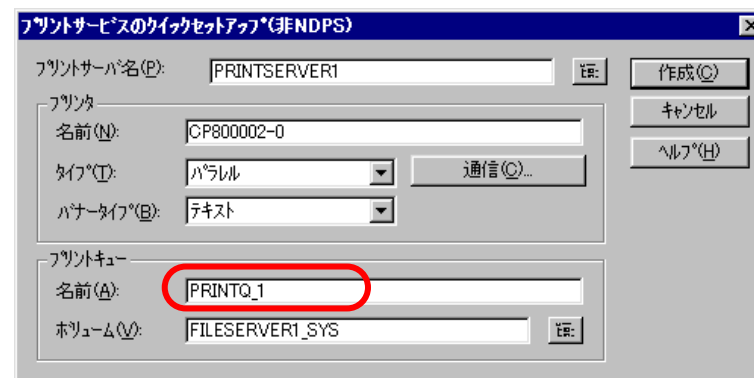 プリントサービスのクイックセットアップ(非NDPS)
プリントサーバ名(P): PRINTSERVER1
作成(C)
プリンタ
キャンセル
名前(N): CP800002-0
ヘルプ(H)
タイプ(T): パラレル 通信(C)...
バナータイプ(B): テキスト
プリントキュー
名前(A): PRINTQ_1
ボリューム(V): FILESERVER1_SYS